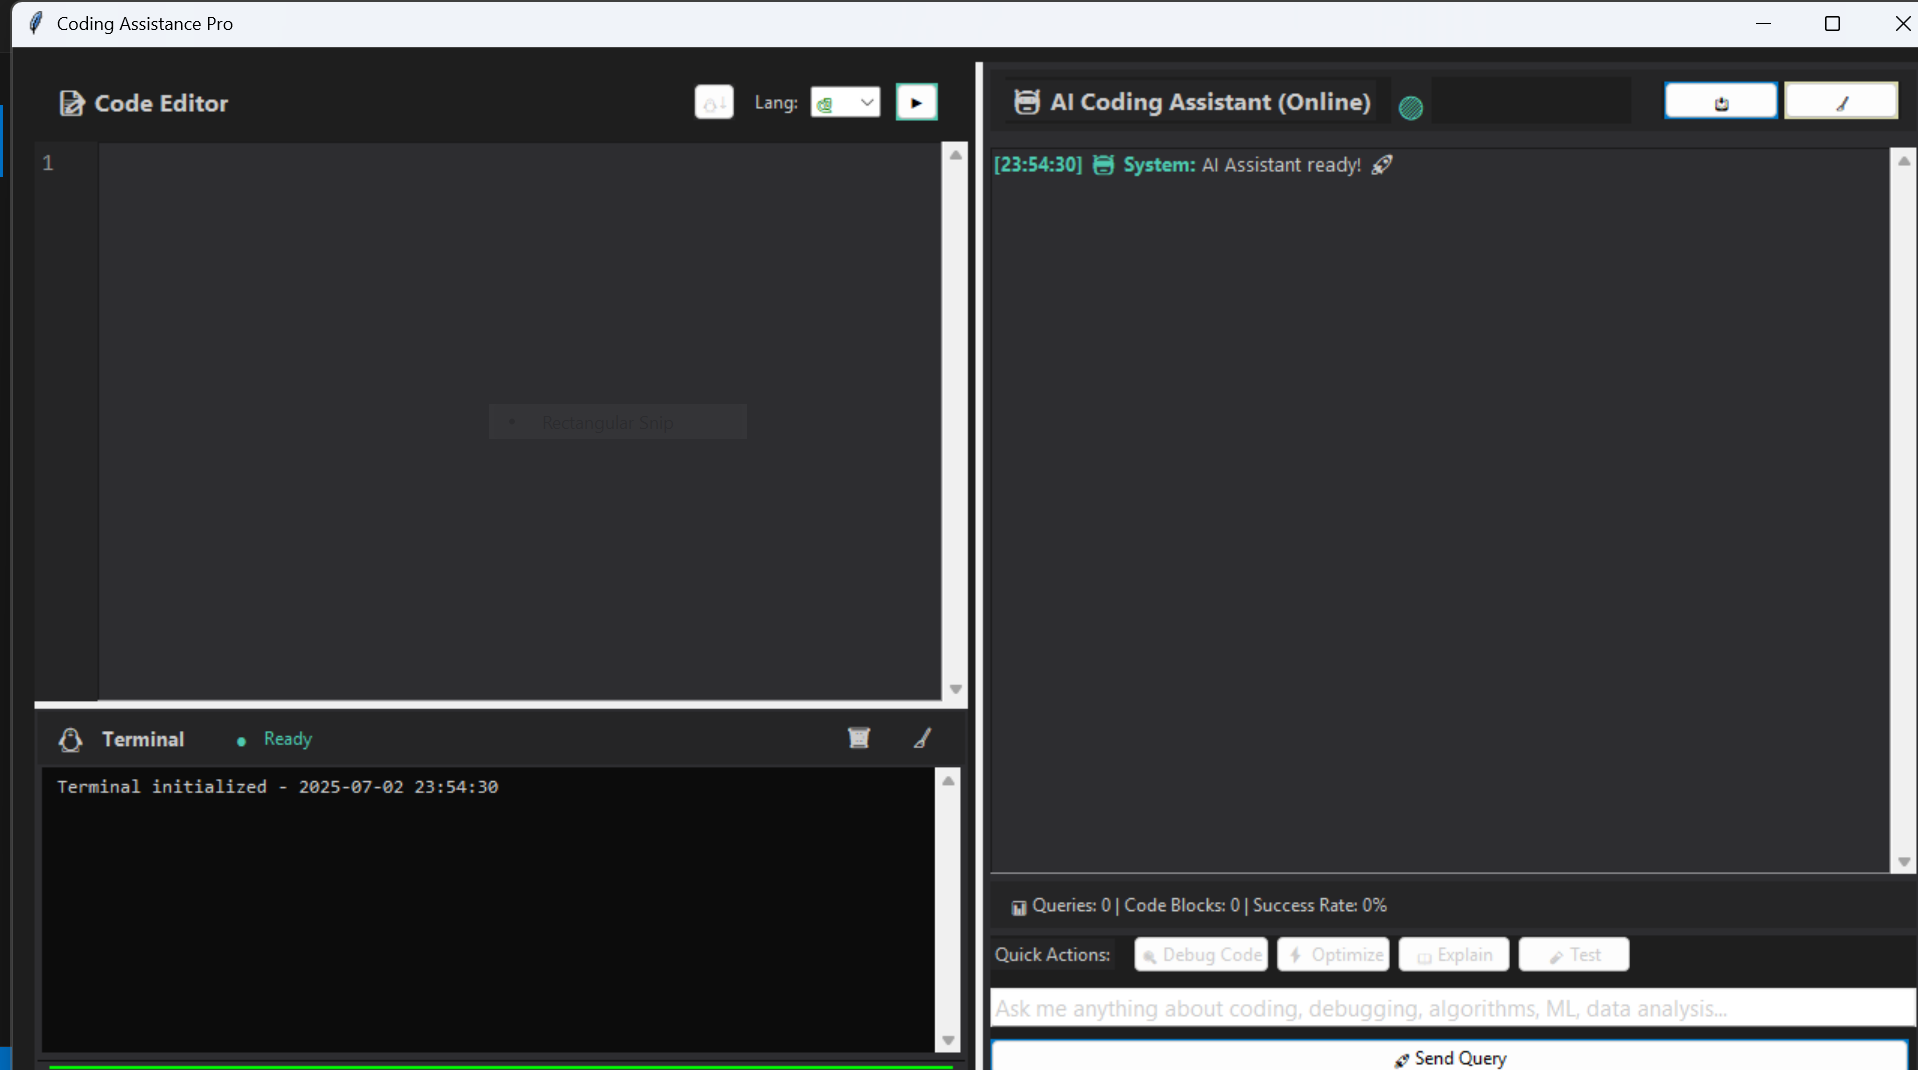 Coding Assistance Pro
Code Editor
Lang:
1
Rectangular Snip
Terminal
Ready
Terminal initialized - 2025-07-02 23:54:30
AI Coding Assistant (Online)
[23:54:30] System: AI Assistant ready!
Queries: 0 | Code Blocks: 0 | Success Rate: 0%
Quick Actions: Debug Code Optimize Explain Test
Ask me anything about coding, debugging, algorithms, ML, data analysis...
Send Query